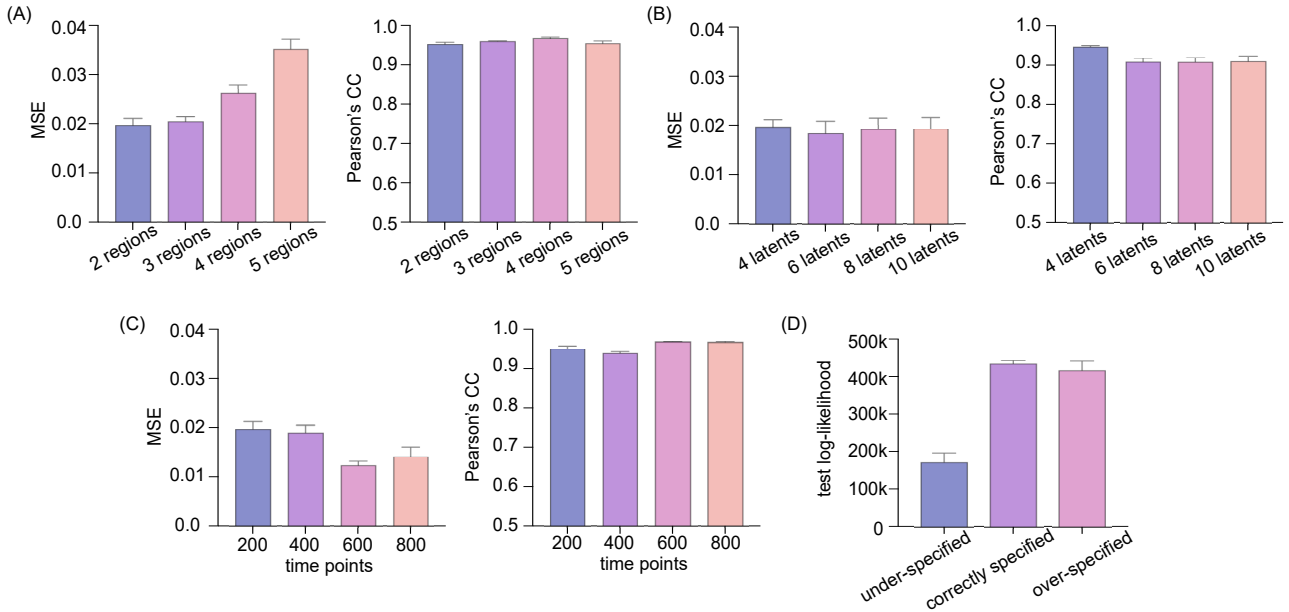 (A)
0.04
0.03
0.02
0.01
0.0
MSE
2 regions
3 regions
4 regions
5 regions
1.0
0.9
0.8
0.7
0.6
0.5
Pearson's CC
2 regions
3 regions
4 regions
5 regions
(B)
0.04
0.03
0.02
0.01
0.0
MSE
4 latents
6 latents
8 latents
10 latents
1.0
0.9
0.8
0.7
0.6
0.5
Pearson's CC
4 latents
6 latents
8 latents
10 latents
(C)
0.04
0.03
0.02
0.01
0.0
MSE
200 400 600 800
time points
1.0
0.9
0.8
0.7
0.6
0.5
Pearson's CC
200 400 600 800
time points
(D)
500k
400k
300k
200k
100k
0
test log-likelihood
under-specified
correctly specified
over-specified